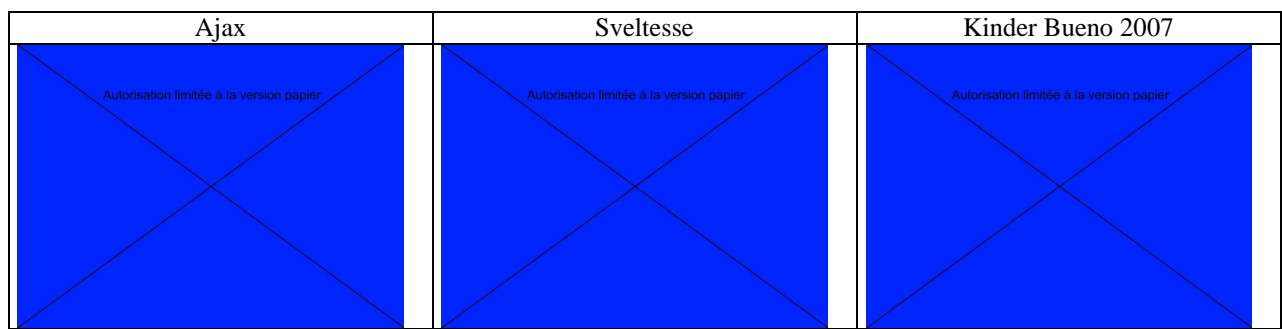 Ajax Sveltesse Kinder Bueno 2007
Autorisation limitée à la version papier Autorisation limitée à la version papier Autorisation limitée à la version papier